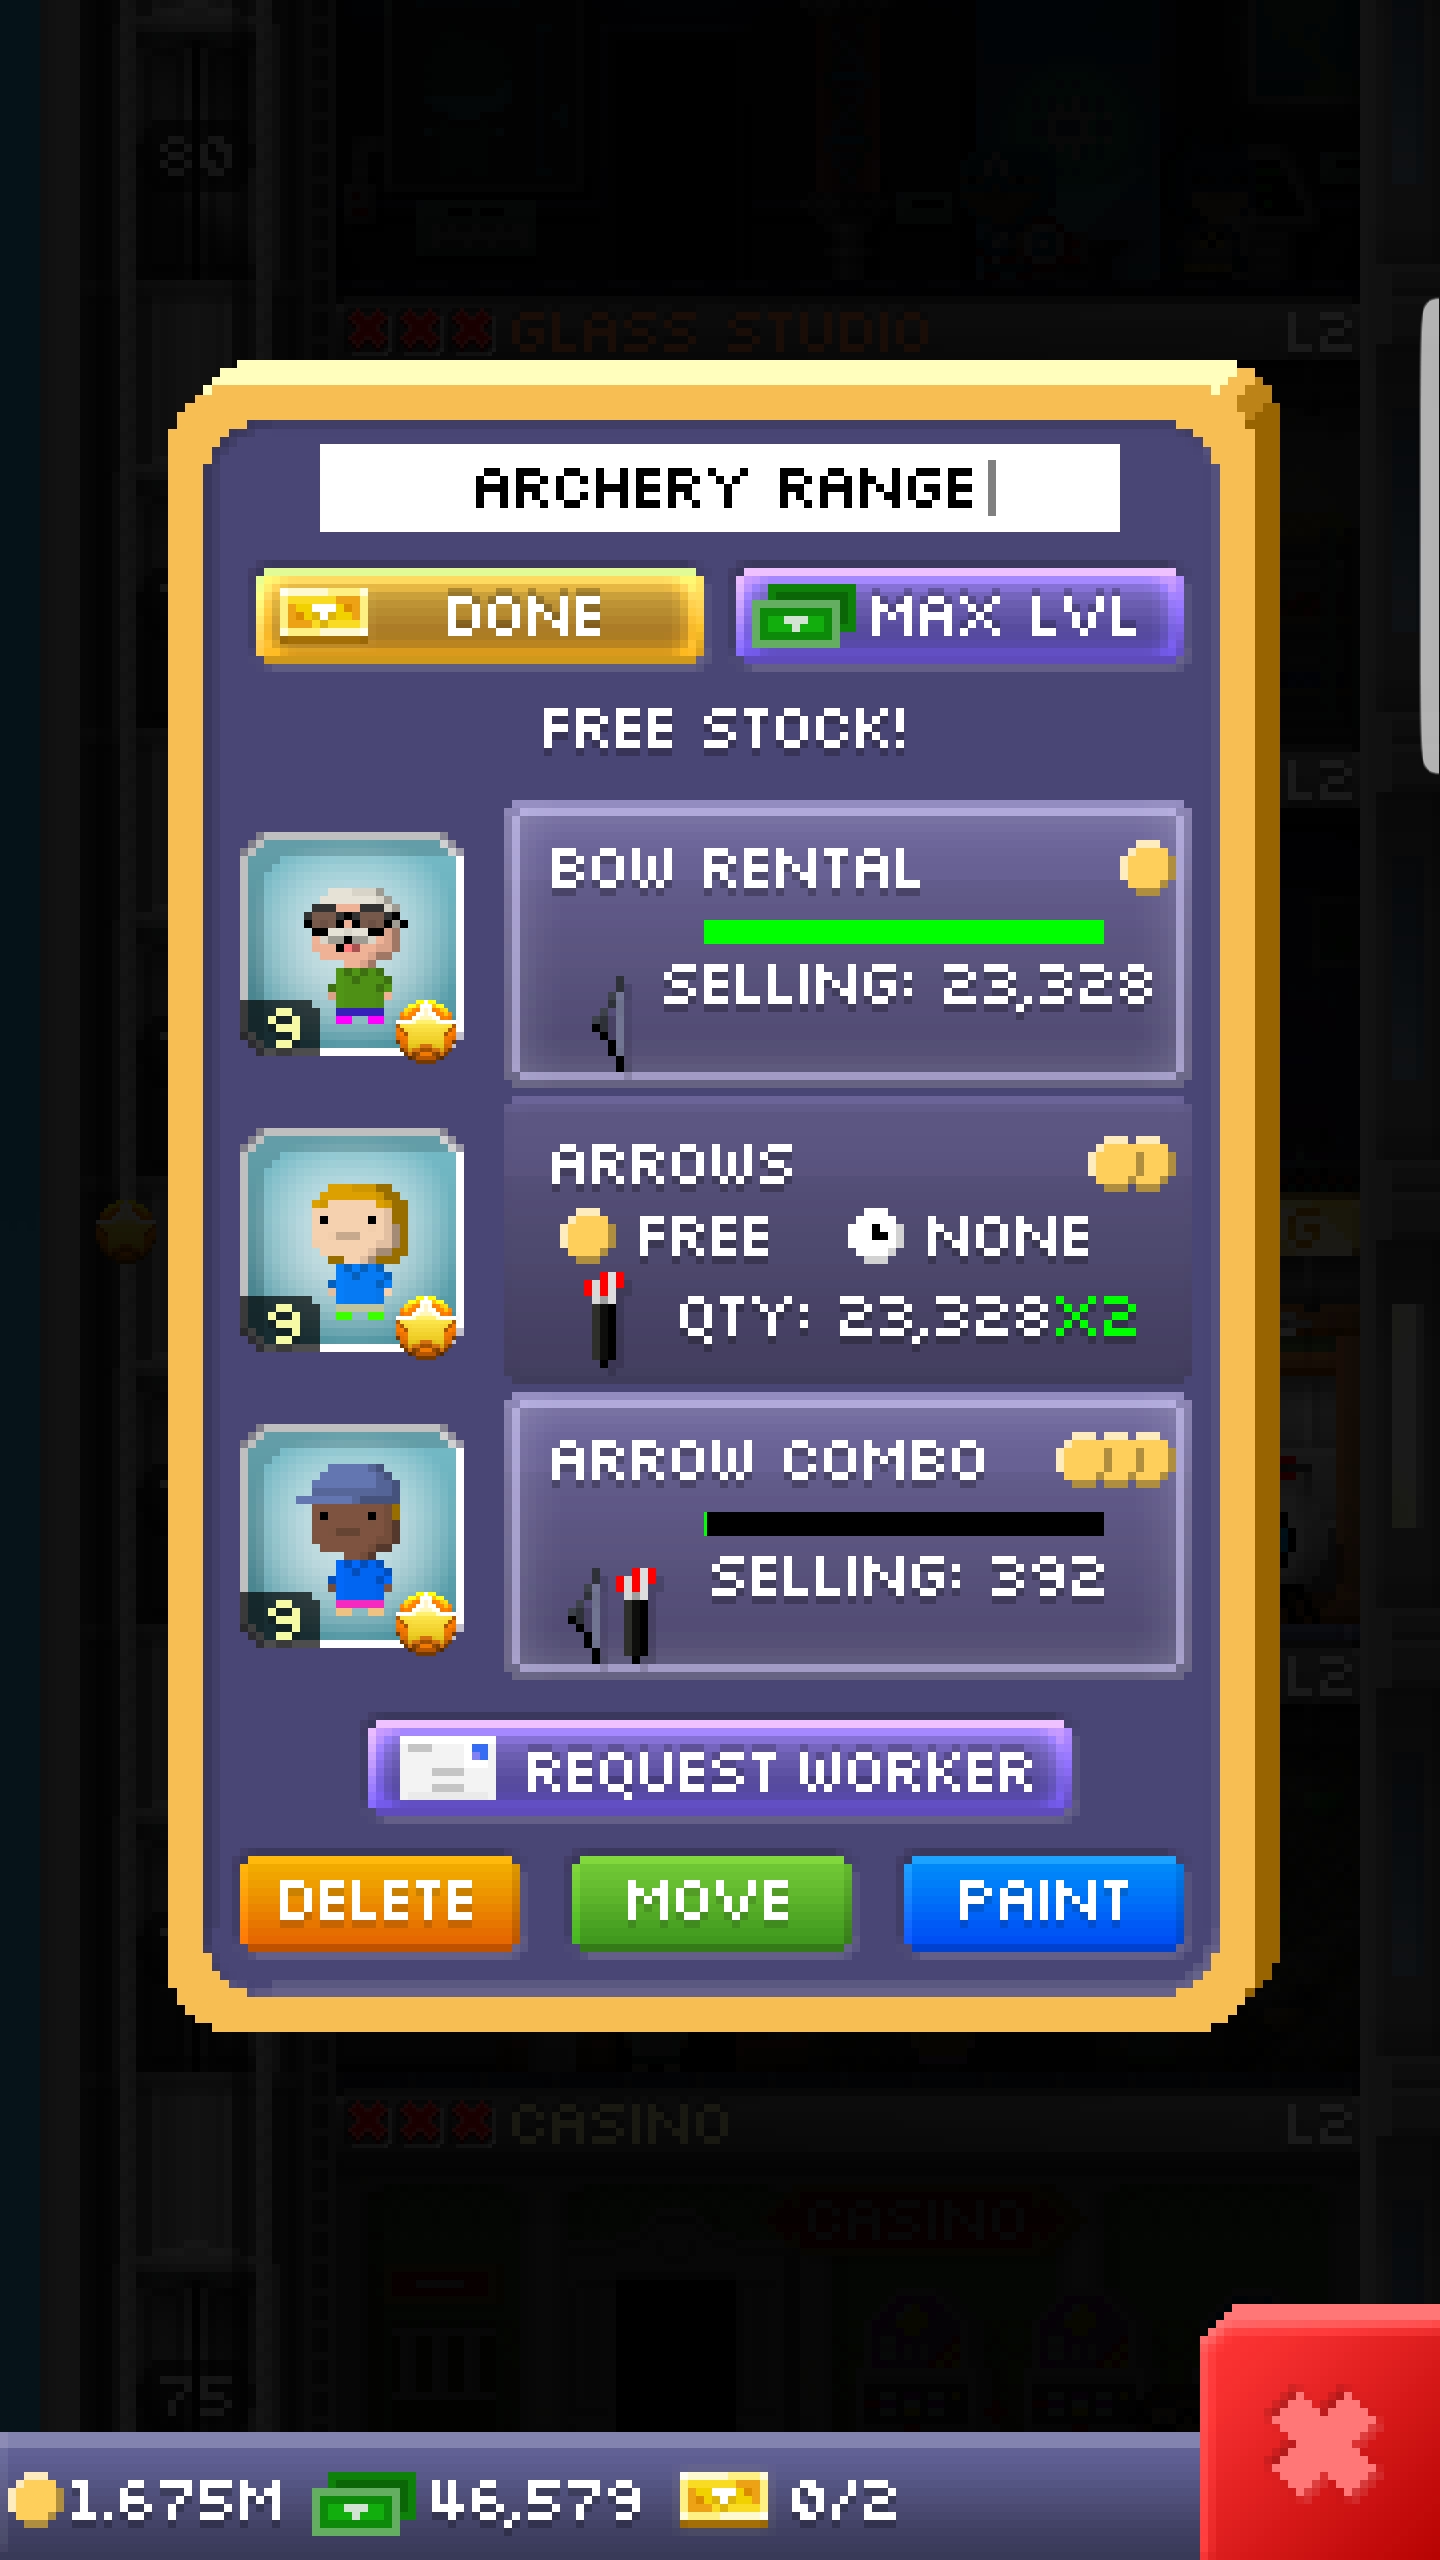 80
GLASS STUDIO L2
ARCHERY RANGE
DONE MAX LVL
FREE STOCK!
L2
BOW RENTAL
SELLING: 23,328
9
ARROWS
FREE NONE
QTY: 23,328X2
9
ARROW COMBO
SELLING: 392
9
L2
REQUEST WORKER
DELETE MOVE PAINT
CASINO L2
CASINO
75
1.675M 46,579 0/2